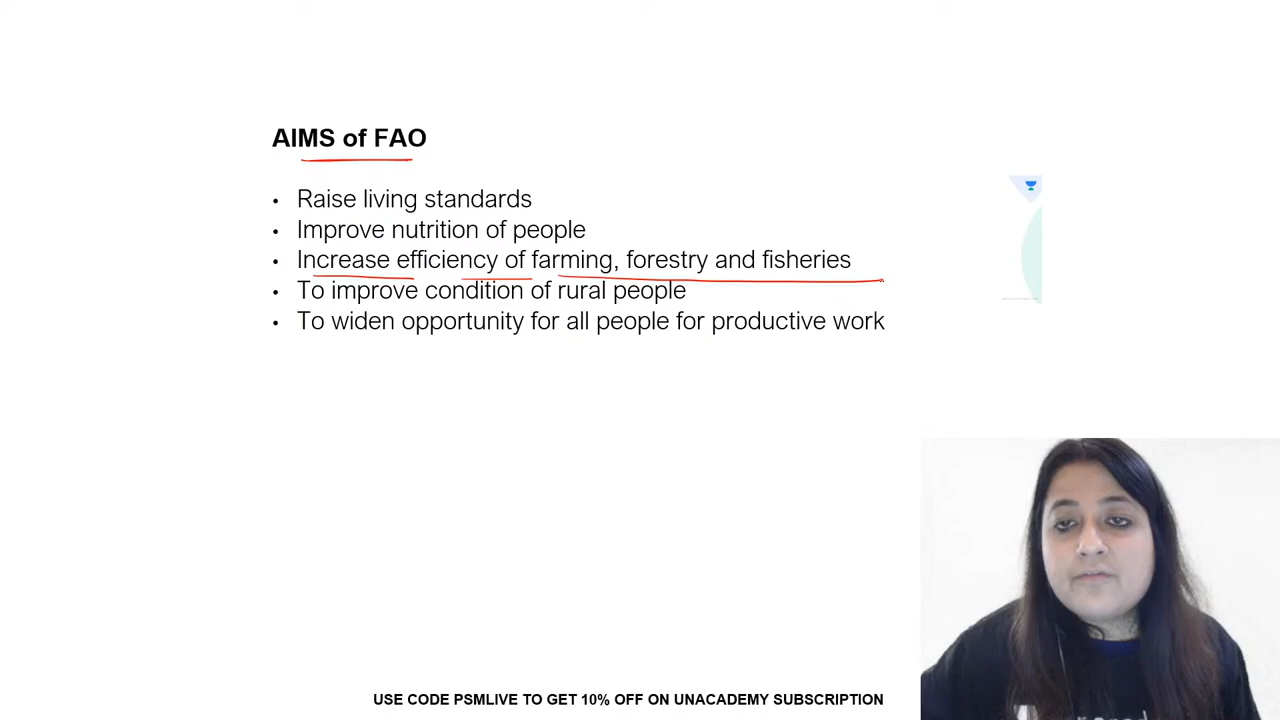 AIMS of FAO
• Raise living standards
• Improve nutrition of people
• Increase efficiency of farming, forestry and fisheries
• To improve condition of rural people
• To widen opportunity for all people for productive work
USE CODE PSMLIVE TO GET 10% OFF ON UNACADEMY SUBSCRIPTION